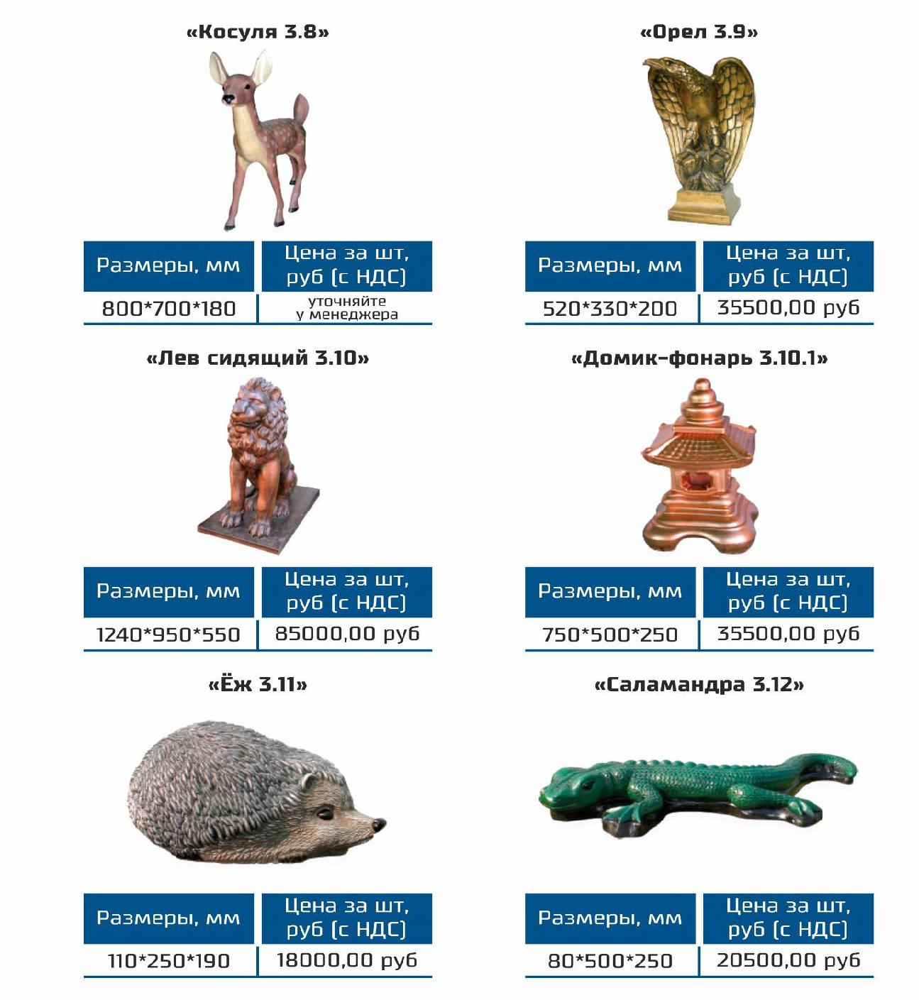 «Косуля 3.8»
Размеры, мм
Цена за шт,
руб (с НДС)
800*700*180
уточняйте
у менеджера
«Орел 3.9»
Размеры, мм
Цена за шт,
руб (с НДС)
520*330*200
35500,00 руб
«Лев сидящий 3.10»
Размеры, мм
Цена за шт,
руб (с НДС)
1240*950*550
85000,00 руб
«Домик-фонарь 3.10.1»
Размеры, мм
Цена за шт,
руб (с НДС)
750*500*250
35500,00 руб
«Ёж 3.11»
Размеры, мм
Цена за шт,
руб (с НДС)
110*250*190
18000,00 руб
«Саламандра 3.12»
Размеры, мм
Цена за шт,
руб (с НДС)
80*500*250
20500,00 руб